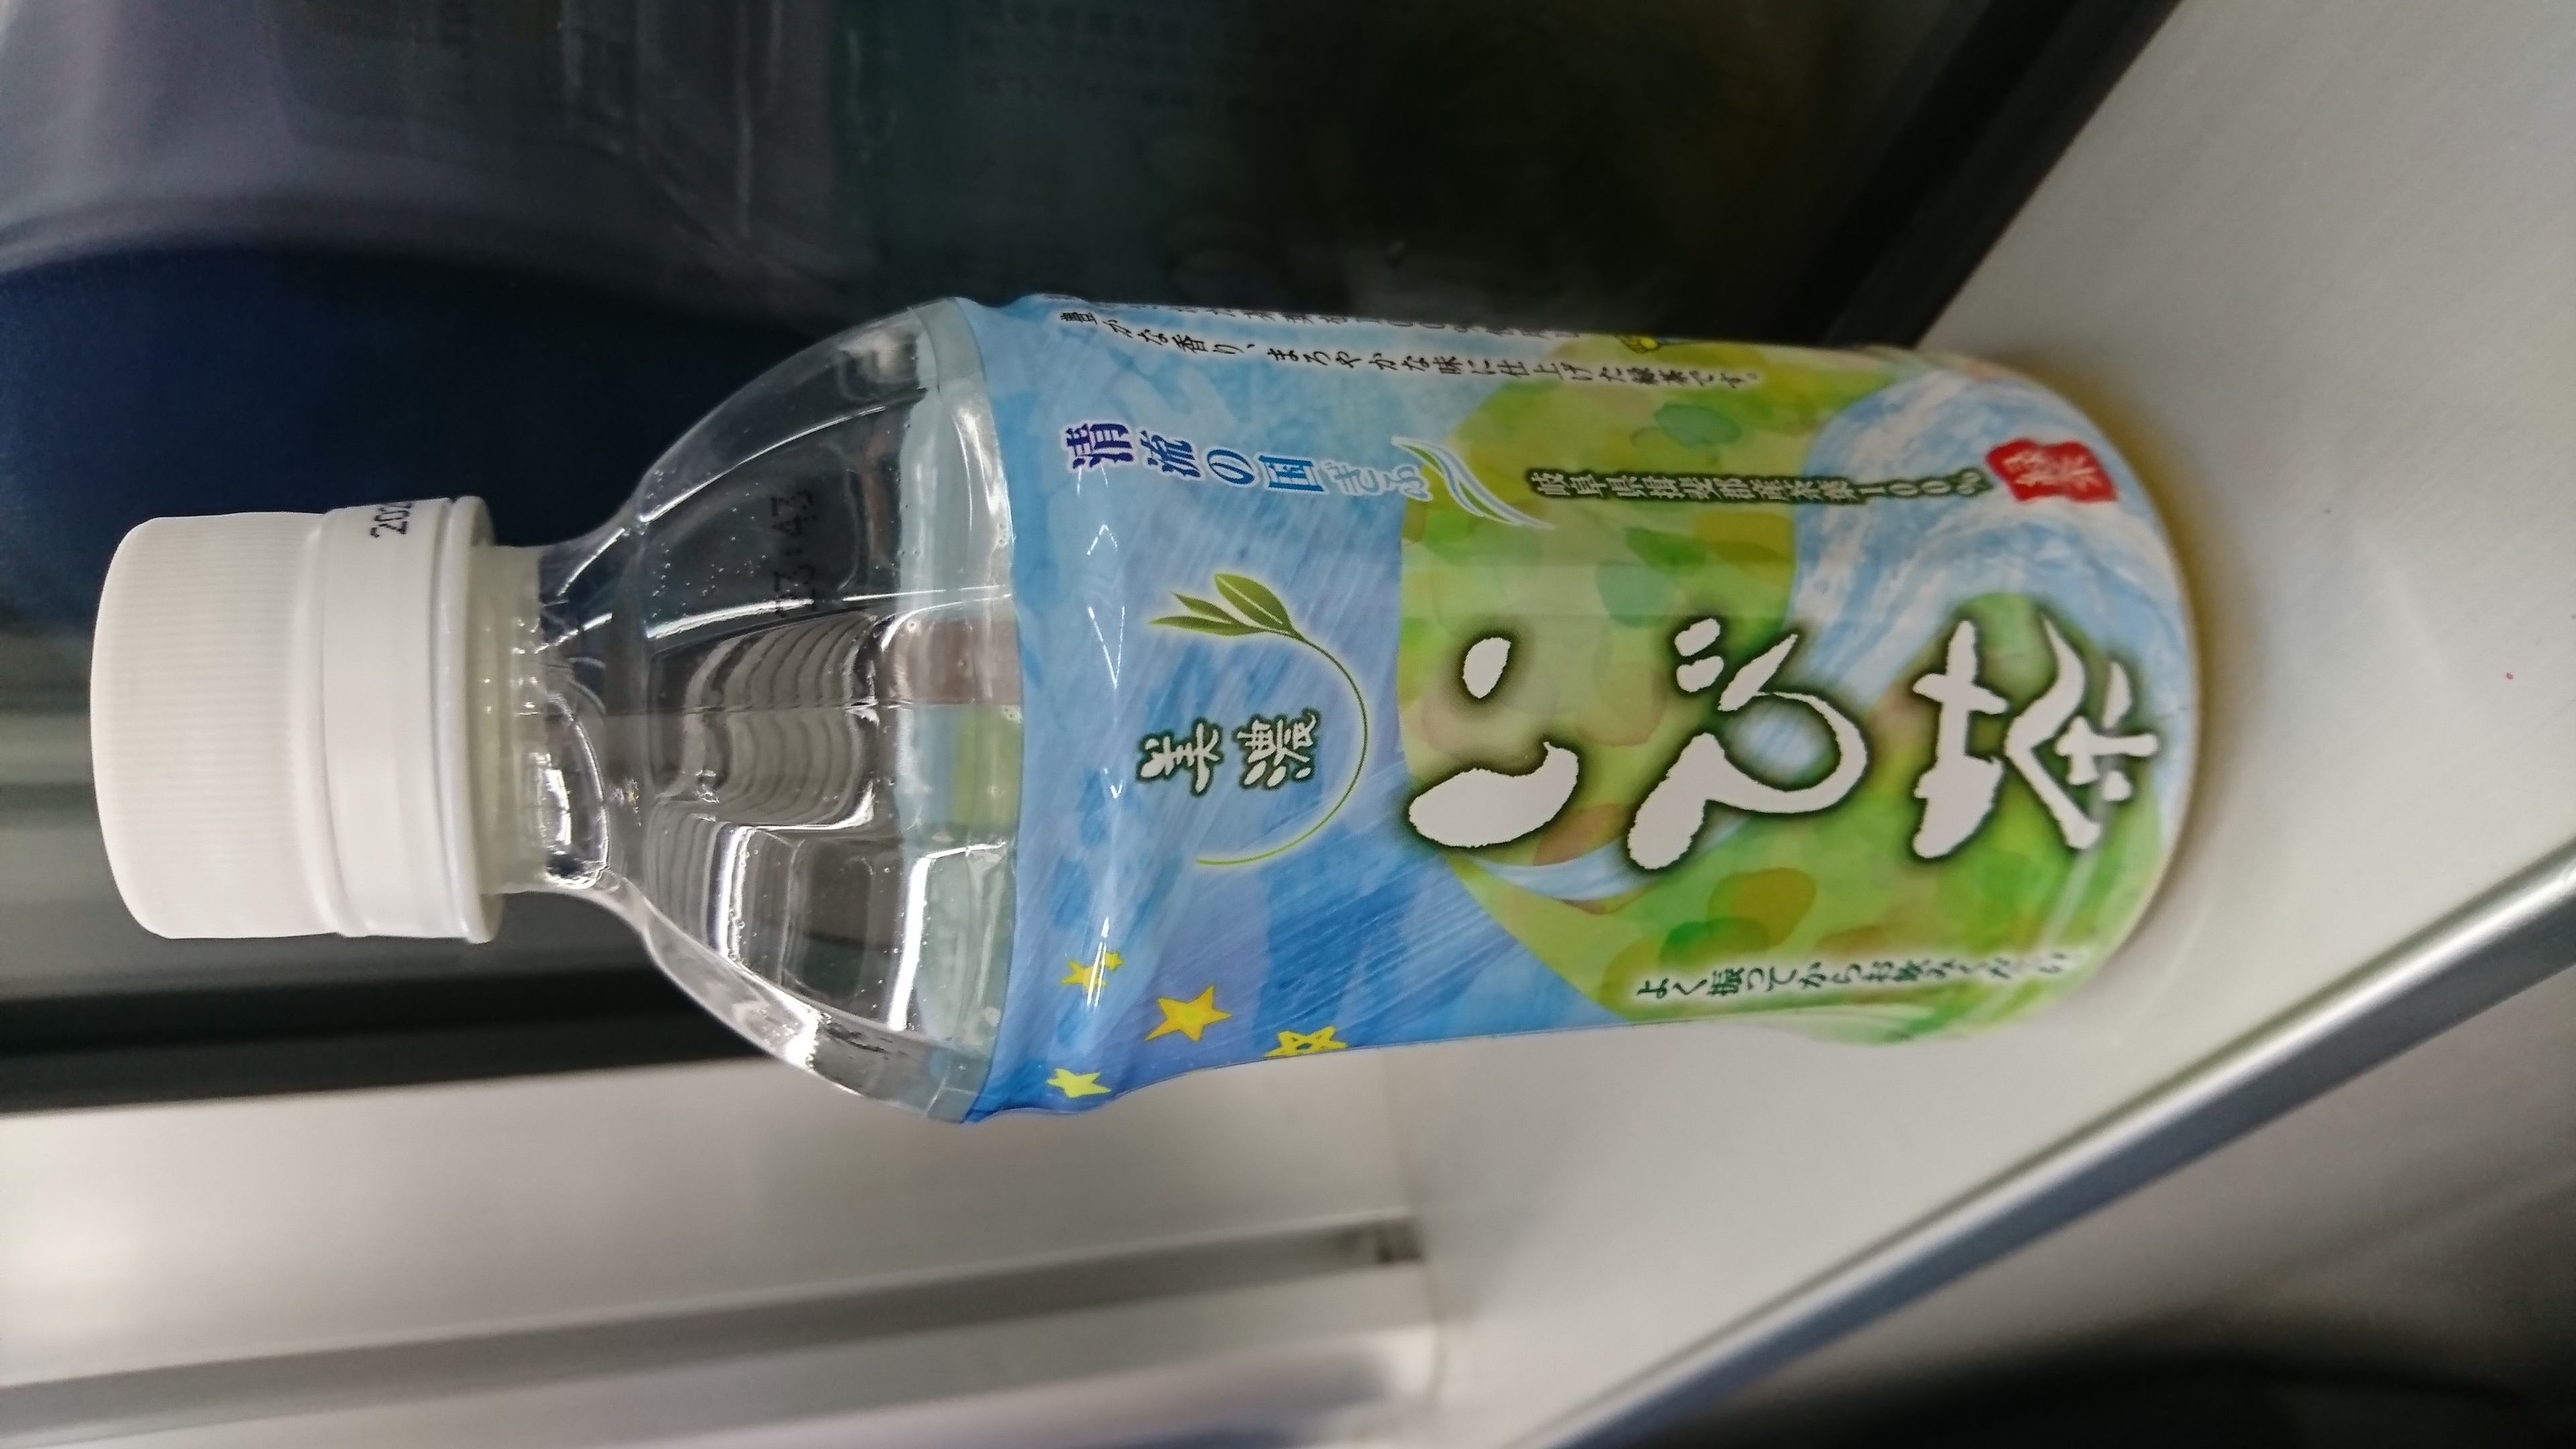 豊かな香り、まろやかな味に仕上げた緑茶です。
清流の国ぎふ
岐阜県揖斐郡産茶葉100%
緑茶
美濃
いび茶
よく振ってからお飲みください。